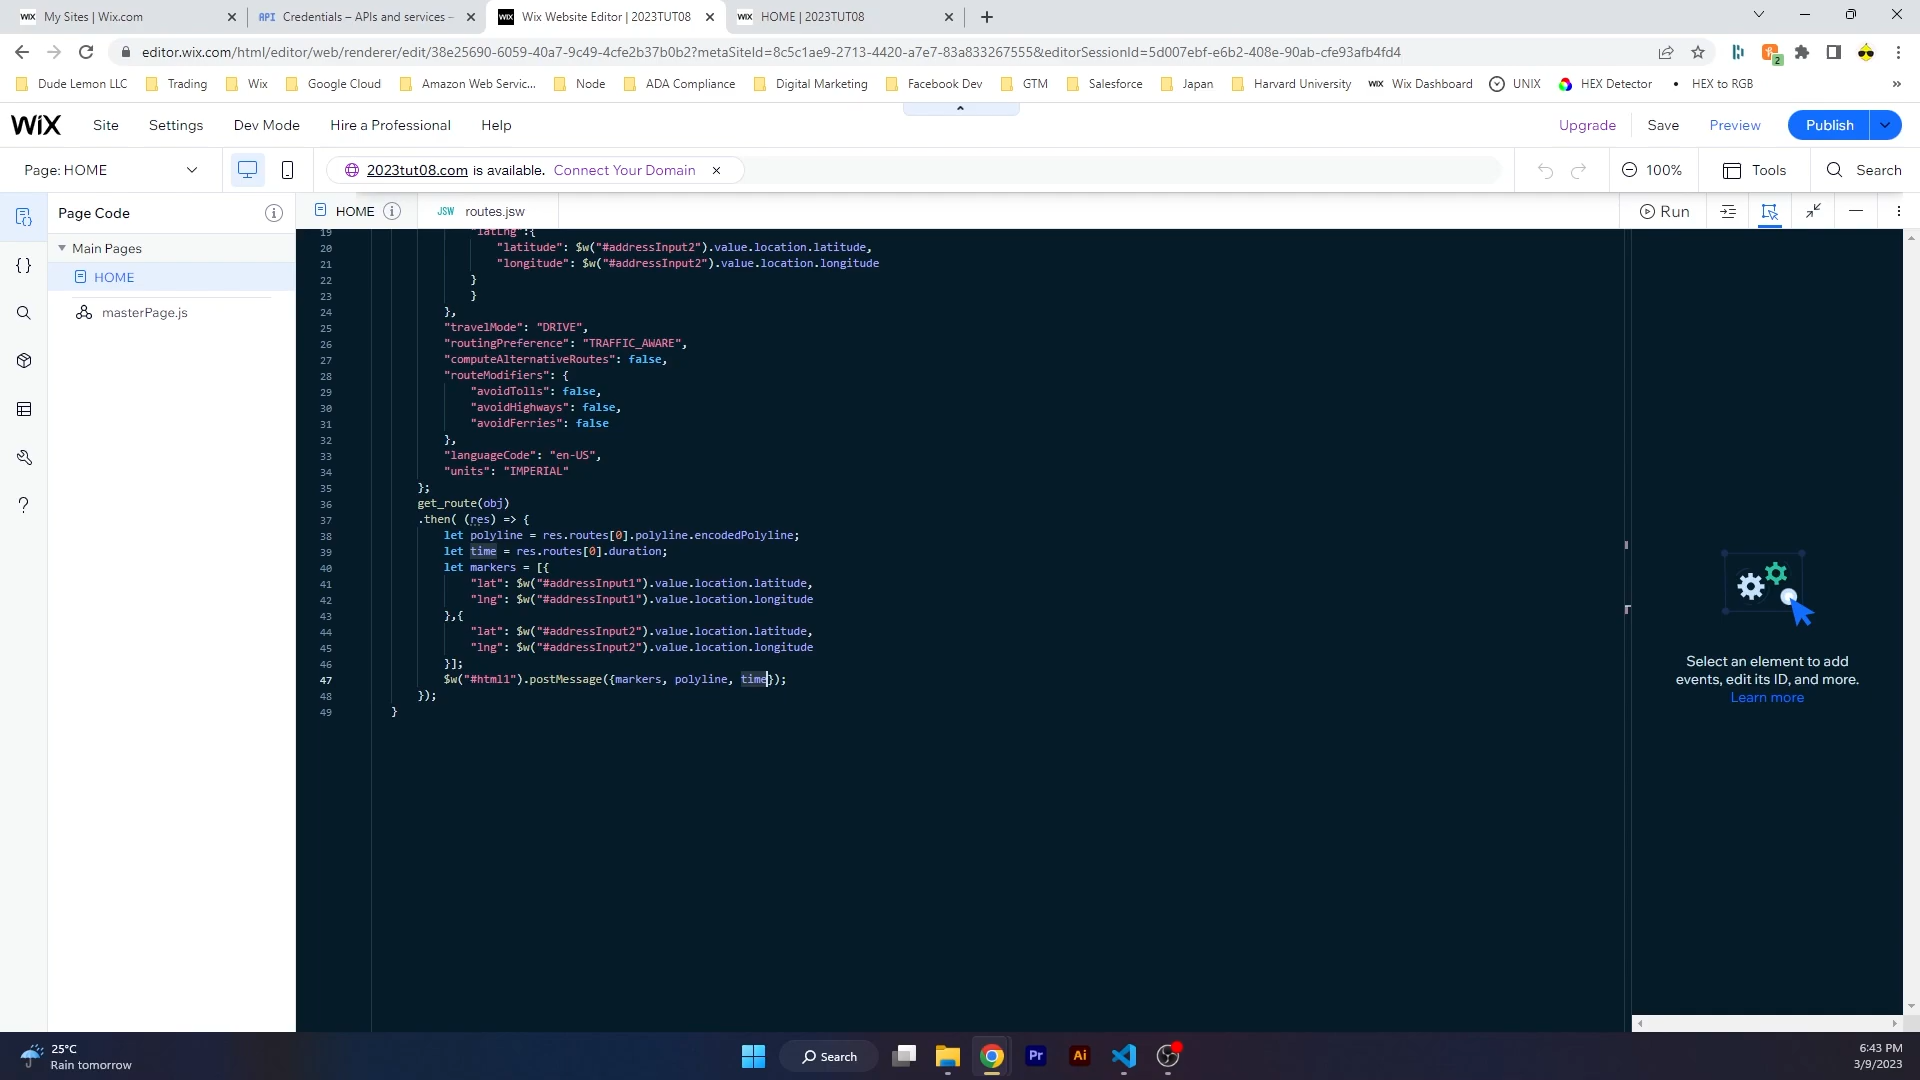 My Sites | Wix.com
API Credentials – APIs and services –
Wix Website Editor | 2023TUT08
HOME | 2023TUT08
editor.wix.com/html/editor/web/renderer/edit/38e25690-6059-40a7-9c49-4cfe2b37b0b2?metaSiteId=8c5c1ae9-2713-4420-a7e7-83a833267555&editorSessionId=5d007ebf-e6b2-408e-90ab-cfe93afb4fd4
2
Dude Lemon LLC Trading Wix Google Cloud Amazon Web Servic... Node ADA Compliance Digital Marketing Facebook Dev GTM Salesforce Japan Harvard University WIX Wix Dashboard UNIX HEX Detector HEX to RGB »
WIX Site Settings Dev Mode Hire a Professional Help
Upgrade Save Preview Publish
Page: HOME
2023tut08.com is available. Connect Your Domain
100% Tools Search
Page Code
HOME
JSW routes.jsw
Run
Main Pages
HOME
masterPage.js
19 "latLng":{
20 "latitude": $w("#addressInput2").value.location.latitude,
21 "longitude": $w("#addressInput2").value.location.longitude
22 }
23 }
24 },
25 "travelMode": "DRIVE",
26 "routingPreference": "TRAFFIC_AWARE",
27 "computeAlternativeRoutes": false,
28 "routeModifiers": {
29 "avoidTolls": false,
30 "avoidHighways": false,
31 "avoidFerries": false
32 },
33 "languageCode": "en-US",
34 "units": "IMPERIAL"
35 };
36 get_route(obj)
37 .then( (res) => {
38 let polyline = res.routes[0].polyline.encodedPolyline;
39 let time = res.routes[0].duration;
40 let markers = [{
41 "lat": $w("#addressInput1").value.location.latitude,
42 "lng": $w("#addressInput1").value.location.longitude
43 },{
44 "lat": $w("#addressInput2").value.location.latitude,
45 "lng": $w("#addressInput2").value.location.longitude
46 }];
47 $w("#html1").postMessage({markers, polyline, time});
48 });
49 }
Select an element to add
events, edit its ID, and more.
Learn more
25°C
Rain tomorrow
Search
Pr
Ai
6:43 PM
3/9/2023